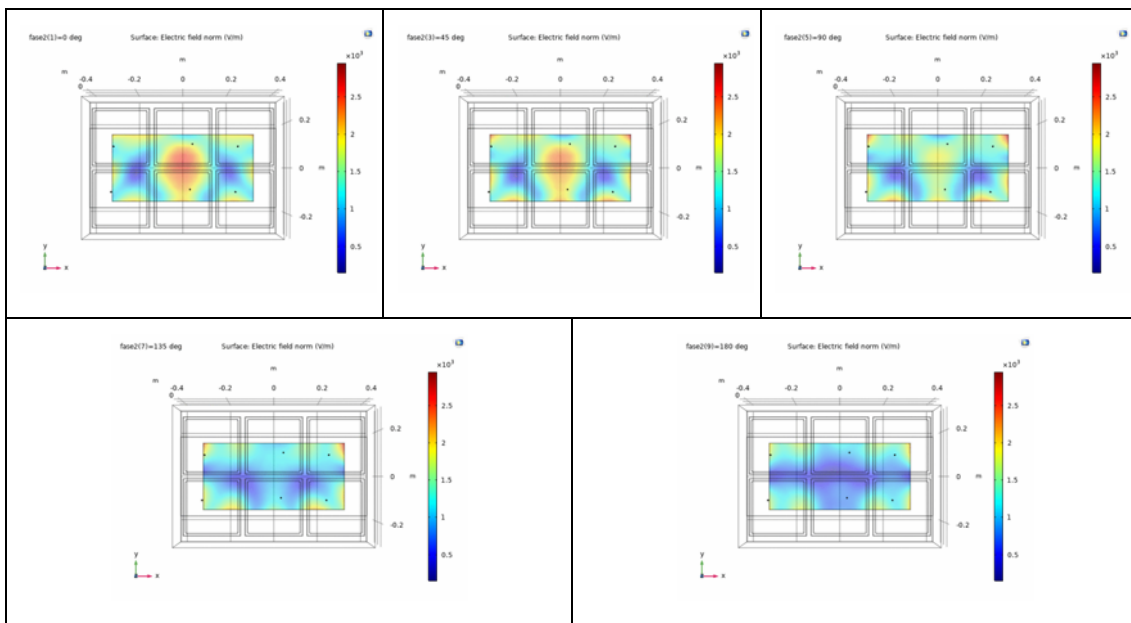 fase2(1)=0 deg Surface: Electric field norm (V/m)
×10³
m
m -0.4 -0.2 0 0.2 0.4
0
2.5
0.2
2
0 m
1.5
-0.2
1
0.5
y
x
fase2(3)=45 deg Surface: Electric field norm (V/m)
×10³
m
m -0.4 -0.2 0 0.2 0.4
0
2.5
0.2
2
0 m
1.5
-0.2
1
0.5
y
x
fase2(5)=90 deg Surface: Electric field norm (V/m)
×10³
m
m -0.4 -0.2 0 0.2 0.4
0
2.5
0.2
2
0 m
1.5
-0.2
1
0.5
y
x
fase2(7)=135 deg Surface: Electric field norm (V/m)
×10³
m
m -0.4 -0.2 0 0.2 0.4
0
2.5
0.2
2
0 m
1.5
-0.2
1
0.5
y
x
fase2(9)=180 deg Surface: Electric field norm (V/m)
×10³
m
m -0.4 -0.2 0 0.2 0.4
0
2.5
0.2
2
0 m
1.5
-0.2
1
0.5
y
x